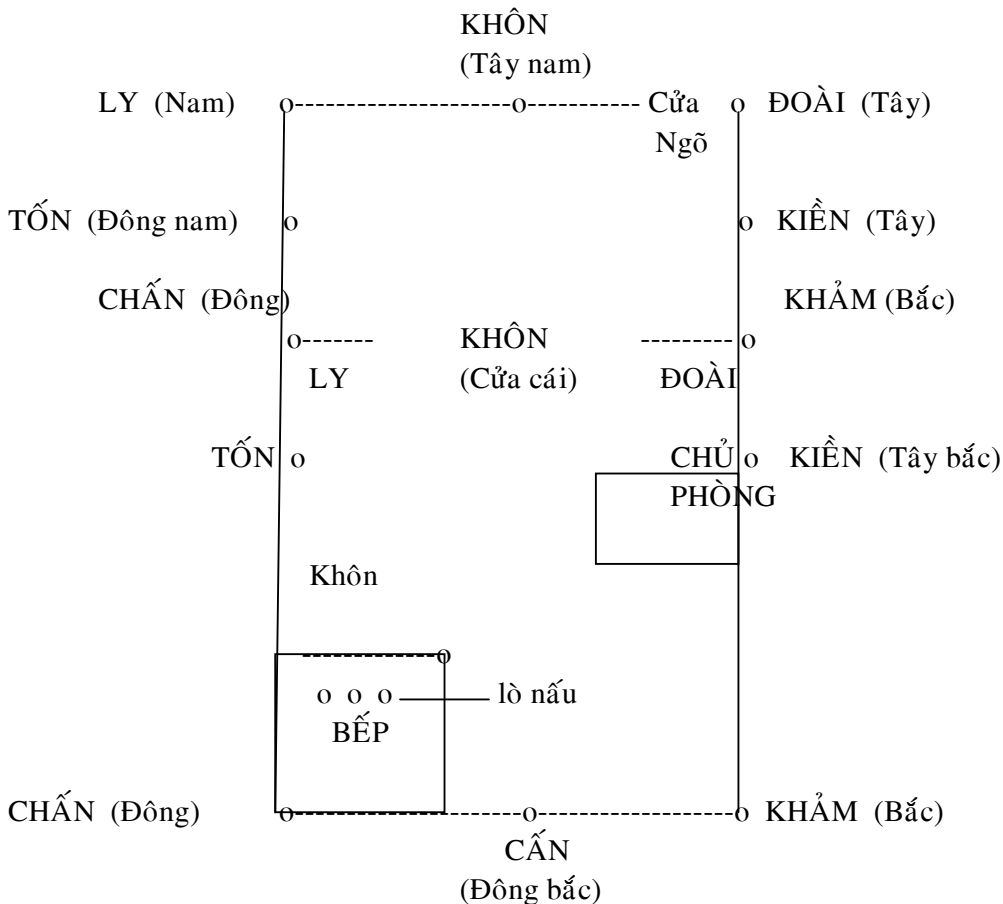 KHÔN
(Tây nam)
LY (Nam) o----------------------o----------- Cửa o ĐOÀI (Tây)
Ngõ
TỐN (Đông nam) o o KIỀN (Tây)
CHẤN (Đông) KHẢM (Bắc)
o------- KHÔN ---------o
LY (Cửa cái) ĐOÀI
TỐN o CHỦ o KIỀN (Tây bắc)
PHÒNG
Khôn
--------------o
o o o lò nấu
BẾP
CHẤN (Đông) o-----------------------o--------------------o KHẢM (Bắc)
CẤN
(Đông bắc)